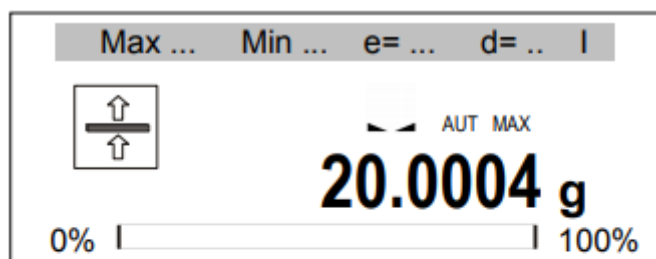 Max ... Min ... e= ... d= .. I
AUT MAX
20.0004 g
0% 100%